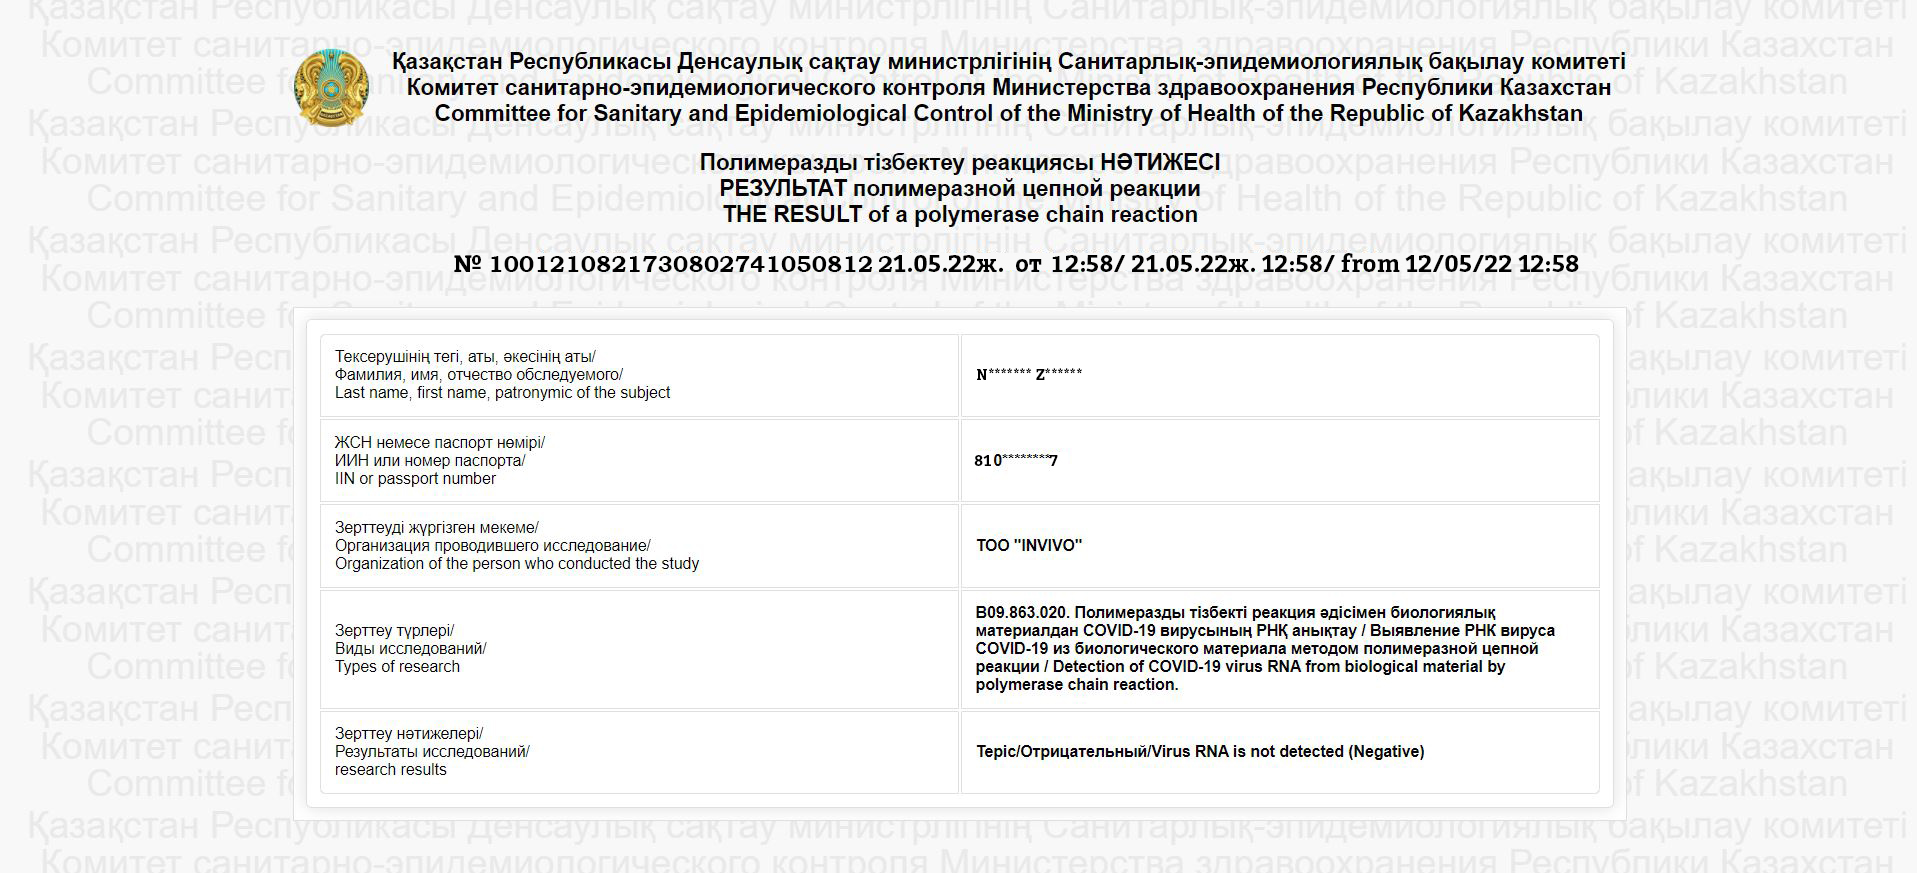 Қазақстан Республикасы Денсаулық сақтау министрлігінің Санитарлық-эпидемиологиялық бақылау комитеті
Комитет санитарно-эпидемиологического контроля Министерства здравоохранения Республики Казахстан
Committee for Sanitary and Epidemiological Control of the Ministry of Health of the Republic of Kazakhstan
Полимеразды тізбектеу реакциясы НӘТИЖЕСІ
РЕЗУЛЬТАТ полимеразной цепной реакции
THE RESULT of a polymerase chain reaction
№ 1001210821730802741050812 21.05.22ж. от 12:58/ 21.05.22ж. 12:58/ from 12/05/22 12:58
Тексерушінің тегі, аты, әкесінің аты/
Фамилия, имя, отчество обследуемого/
Last name, first name, patronymic of the subject
N******* Z******
ЖСН немесе паспорт нөмірі/
ИИН или номер паспорта/
IIN or passport number
810********7
Зерттеуді жүргізген мекеме/
Организация проводившего исследование/
Organization of the person who conducted the study
ТОО "INVIVO"
Зерттеу түрлері/
Виды исследований/
Types of research
B09.863.020. Полимеразды тізбекті реакция әдісімен биологиялық
материалдан COVID-19 вирусының РНҚ анықтау / Выявление РНК вируса
COVID-19 из биологического материала методом полимеразной цепной
реакции / Detection of COVID-19 virus RNA from biological material by
polymerase chain reaction.
Зерттеу нәтижелері/
Результаты исследований/
research results
Теріс/Отрицательный/Virus RNA is not detected (Negative)